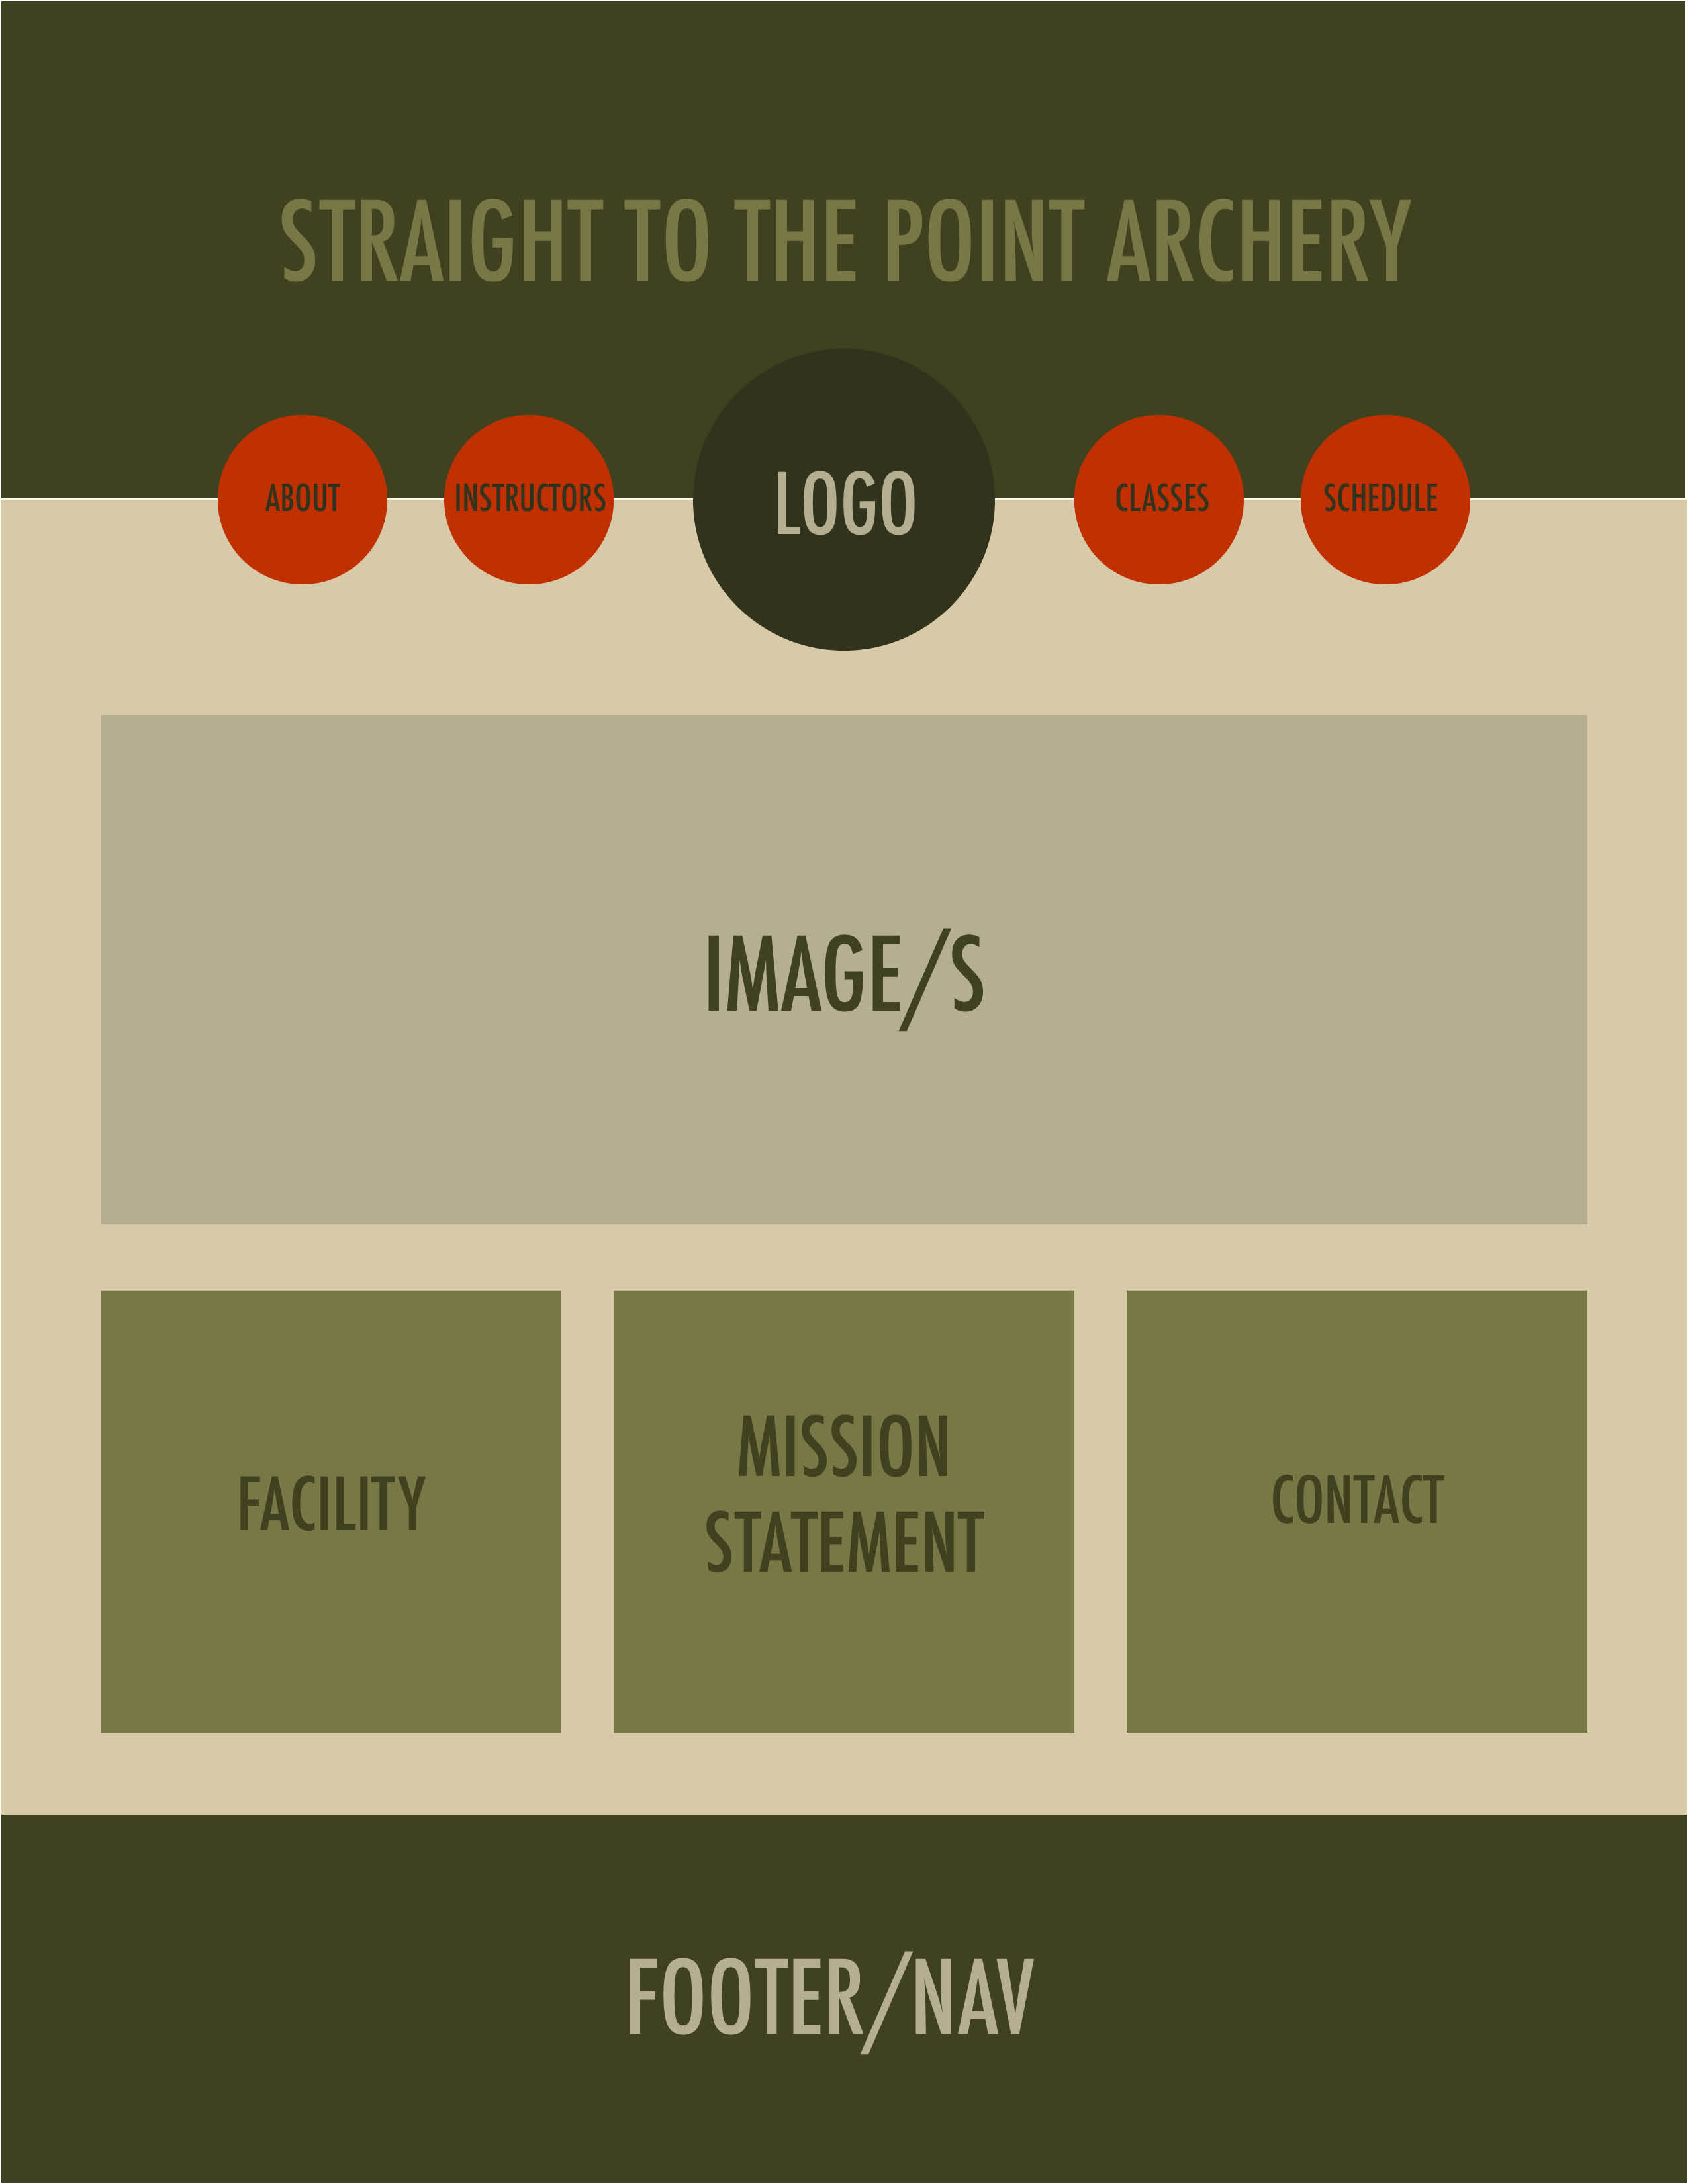 STRAIGHT TO THE POINT ARCHERY
ABOUT
INSTRUCTORS
LOGO
CLASSES
SCHEDULE
IMAGE/S
FACILITY
MISSION
STATEMENT
CONTACT
FOOTER/NAV